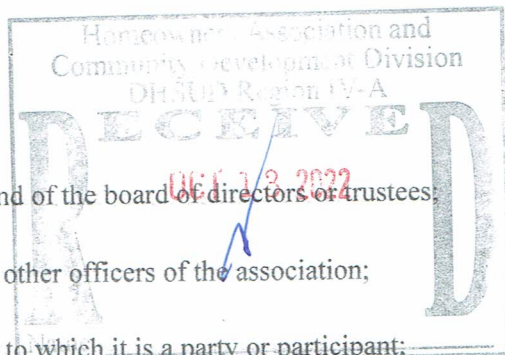 Homeowners Association and
Community Development Division
DHSUD Region IV-A
RECEIVED
OCT 13 2022
nd of the board of directors or trustees;
other officers of the association;
to which it is a party or participant;